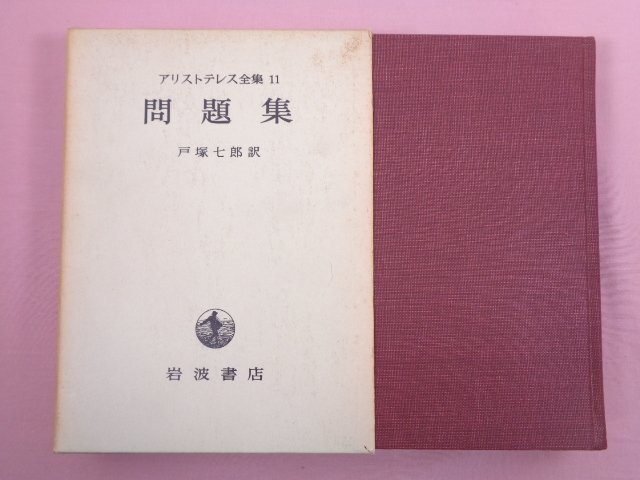 アリストテレス全集 11
問題集
戸塚七郎訳
岩波書店